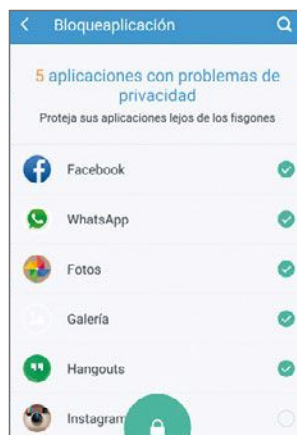 Bloqueaplicación
5 aplicaciones con problemas de
privacidad
Proteja sus aplicaciones lejos de los fisgones
Facebook
WhatsApp
Fotos
Galería
Hangouts
Instagram